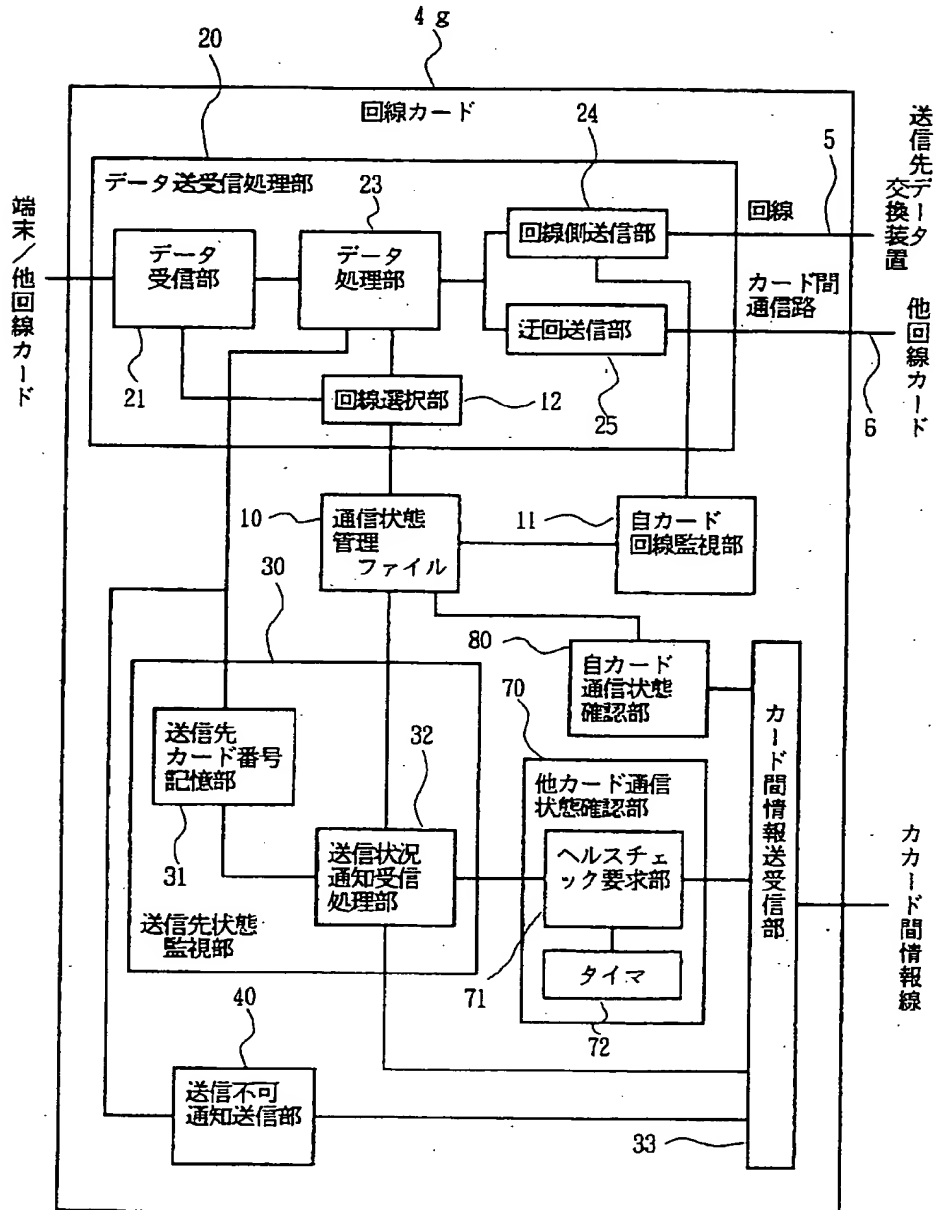 4g
20
回線カード
24
送信先データ
交換装置
5
データ送受信処理部
23
回線側送信部
回線
端末/他回線カード
データ
受信部
データ
処理部
カード間
通信路
迂回送信部
他回線カード
21
回線選択部
12
25
6
10
通信状態
管理
ファイル
11
自カード
回線監視部
30
80
自カード
通信状態
確認部
70
カード間情報送受信部
送信先
カード番号
記憶部
32
他カード通信
状態確認部
31
送信状況
通知受信
処理部
ヘルスチェ
ック要求部
カカード間情報線
送信先状態
監視部
71
タイマ
72
40
送信不可
通知送信部
33